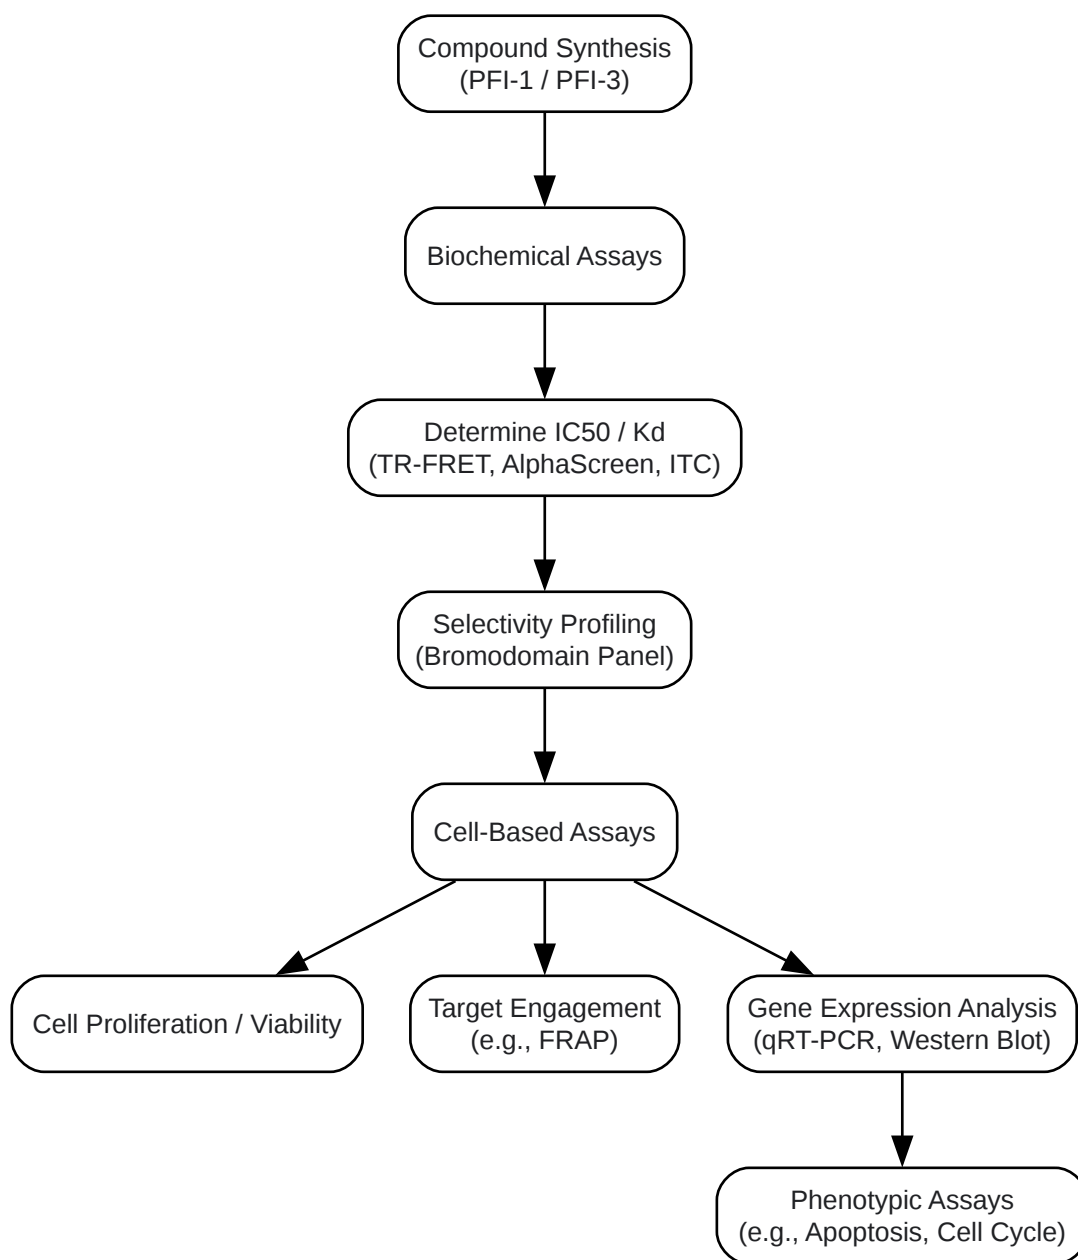 Compound Synthesis
(PFI-1 / PFI-3)
Biochemical Assays
Determine IC50 / Kd
(TR-FRET, AlphaScreen, ITC)
Selectivity Profiling
(Bromodomain Panel)
Cell-Based Assays
Cell Proliferation / Viability
Target Engagement
(e.g., FRAP)
Gene Expression Analysis
(qRT-PCR, Western Blot)
Phenotypic Assays
(e.g., Apoptosis, Cell Cycle)